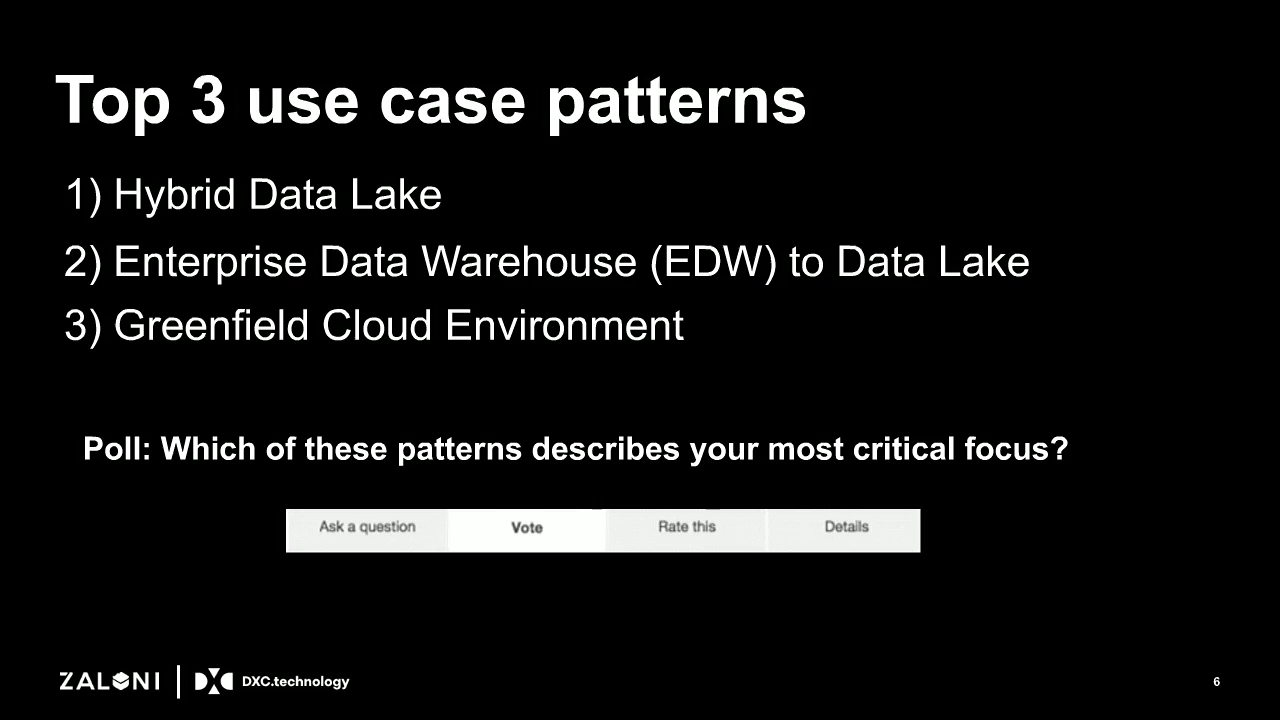 Top 3 use case patterns
1) Hybrid Data Lake
2) Enterprise Data Warehouse (EDW) to Data Lake
3) Greenfield Cloud Environment
Poll: Which of these patterns describes your most critical focus?
Ask a question Vote Rate this Details
ZALONI DXC.technology 6